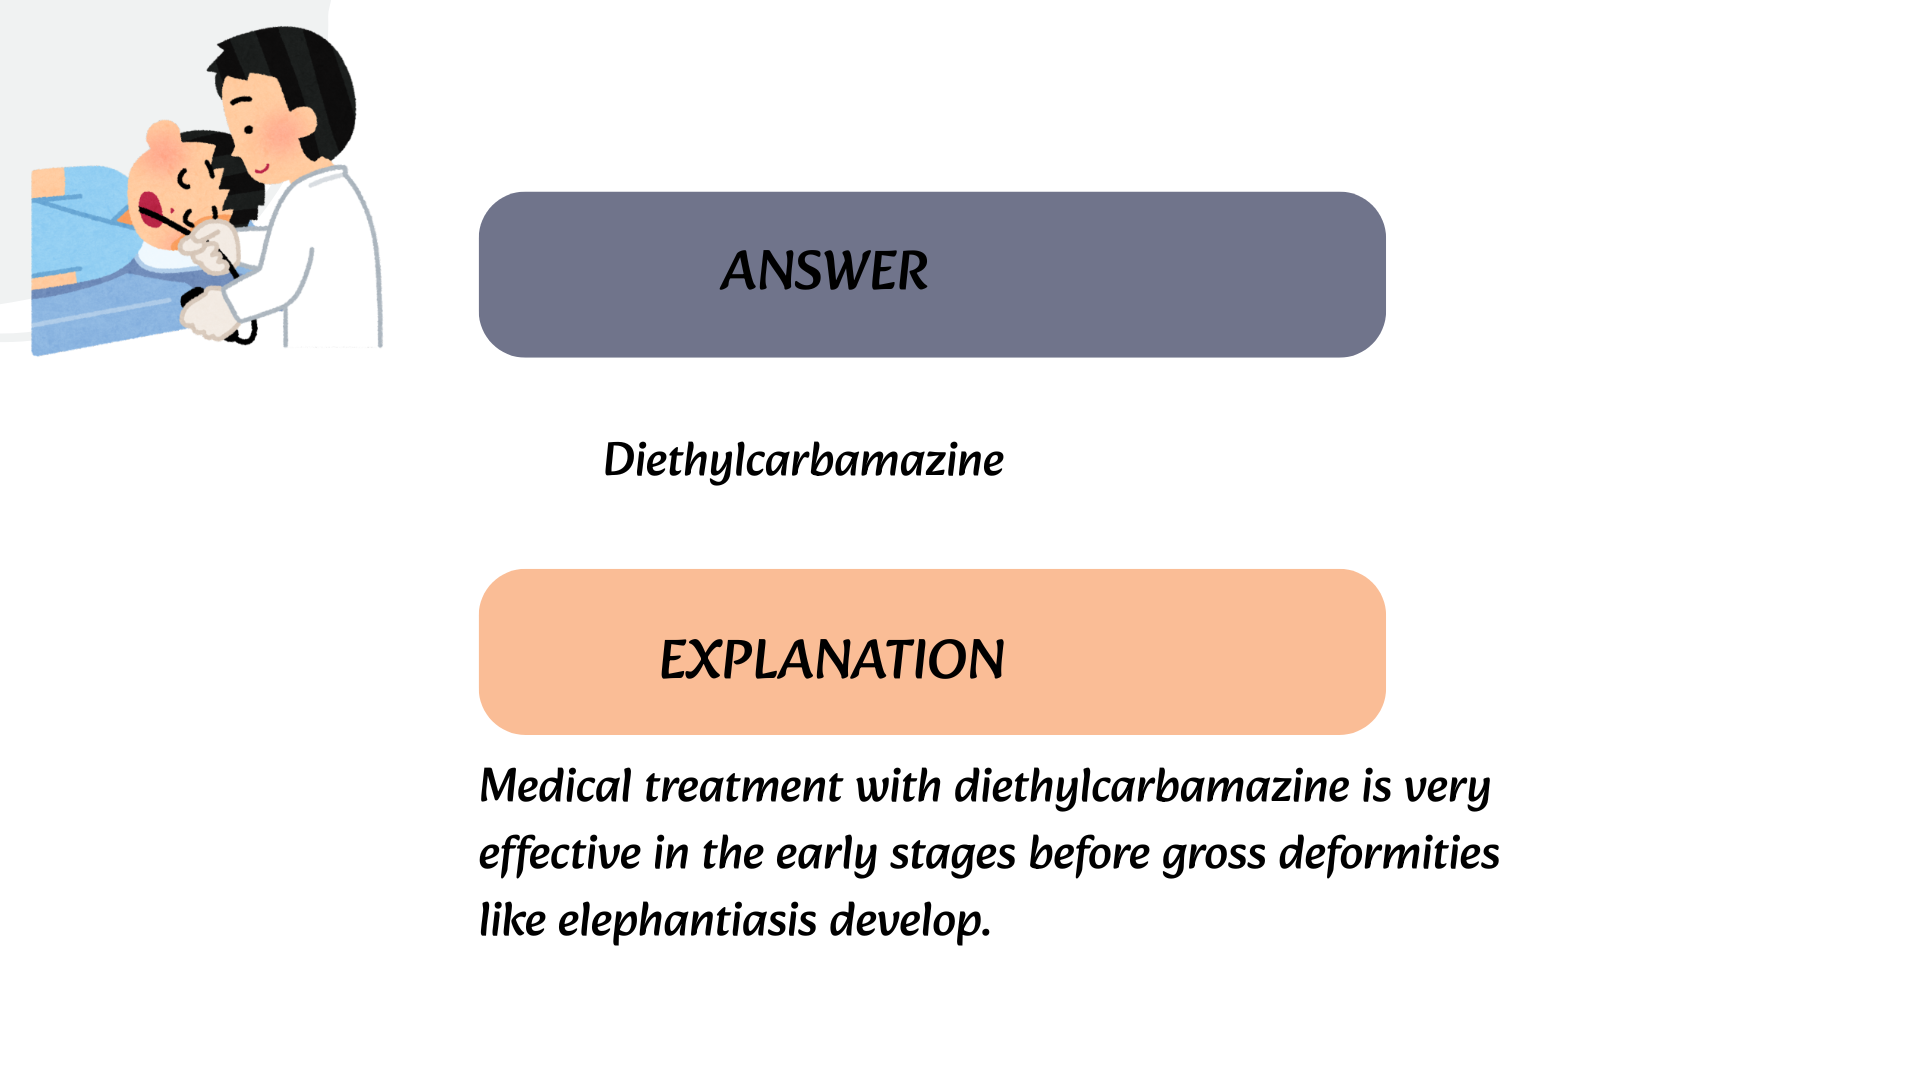 ANSWER
Diethylcarbamazine
EXPLANATION
Medical treatment with diethylcarbamazine is very
effective in the early stages before gross deformities
like elephantiasis develop.